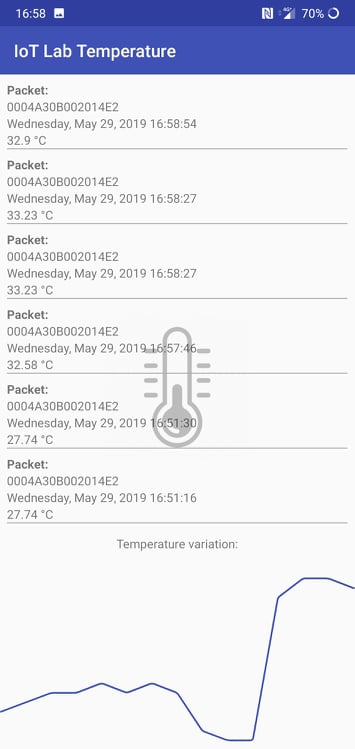 16:58
4G+
70%
IoT Lab Temperature
Packet:
0004A30B002014E2
Wednesday, May 29, 2019 16:58:54
32.9 °C
Packet:
0004A30B002014E2
Wednesday, May 29, 2019 16:58:27
33.23 °C
Packet:
0004A30B002014E2
Wednesday, May 29, 2019 16:58:27
33.23 °C
Packet:
0004A30B002014E2
Wednesday, May 29, 2019 16:57:46
32.58 °C
Packet:
0004A30B002014E2
Wednesday, May 29, 2019 16:51:30
27.74 °C
Packet:
0004A30B002014E2
Wednesday, May 29, 2019 16:51:16
27.74 °C
Temperature variation: